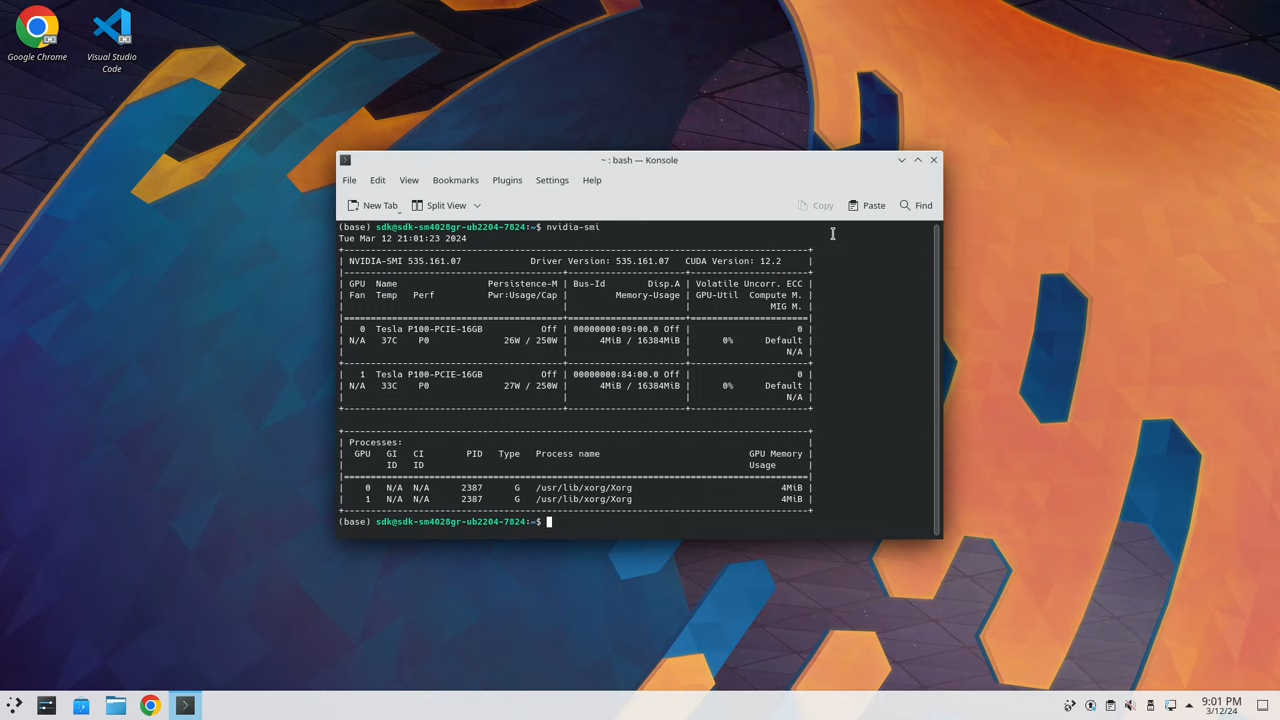 Google Chrome
Visual Studio
Code
~ : bash — Konsole
File Edit View Bookmarks Plugins Settings Help
New Tab Split View Copy Paste Find
(base) sdk@sdk-sm4028gr-ub2204-7824:~$ nvidia-smi
Tue Mar 12 21:01:23 2024
+---------------------------------------------------------------------------------------+
| NVIDIA-SMI 535.161.07             Driver Version: 535.161.07   CUDA Version: 12.2     |
|-----------------------------------------+----------------------+----------------------+
| GPU  Name                 Persistence-M | Bus-Id        Disp.A | Volatile Uncorr. ECC |
| Fan  Temp   Perf          Pwr:Usage/Cap |         Memory-Usage | GPU-Util  Compute M. |
|                                         |                      |               MIG M. |
|=========================================+======================+======================|
|   0  Tesla P100-PCIE-16GB           Off | 00000000:09:00.0 Off |                    0 |
| N/A   37C    P0              26W / 250W |      4MiB / 16384MiB |      0%      Default |
|                                         |                      |                  N/A |
+-----------------------------------------+----------------------+----------------------+
|   1  Tesla P100-PCIE-16GB           Off | 00000000:84:00.0 Off |                    0 |
| N/A   33C    P0              27W / 250W |      4MiB / 16384MiB |      0%      Default |
|                                         |                      |                  N/A |
+-----------------------------------------+----------------------+----------------------+
+---------------------------------------------------------------------------------------+
| Processes:                                                                            |
|  GPU   GI   CI        PID   Type   Process name                            GPU Memory |
|        ID   ID                                                             Usage      |
|=======================================================================================|
|    0   N/A  N/A      2387      G   /usr/lib/xorg/Xorg                            4MiB |
|    1   N/A  N/A      2387      G   /usr/lib/xorg/Xorg                            4MiB |
+---------------------------------------------------------------------------------------+
(base) sdk@sdk-sm4028gr-ub2204-7824:~$
9:01 PM
3/12/24